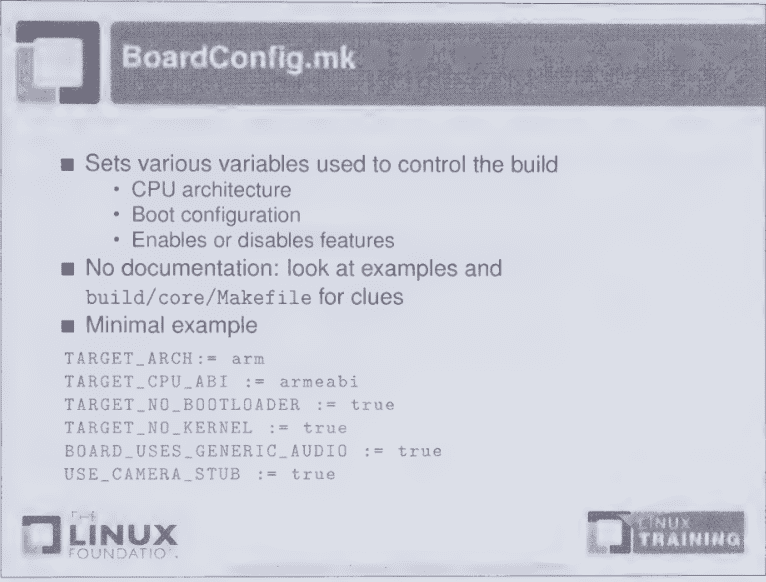 BoardConfig.mk
■ Sets various variables used to control the build
• CPU architecture
• Boot configuration
• Enables or disables features
■ No documentation: look at examples and
build/core/Makefile for clues
■ Minimal example
TARGET_ARCH:= arm
TARGET_CPU_ABI := armeabi
TARGET_NO_BOOTLOADER := true
TARGET_NO_KERNEL := true
BOARD_USES_GENERIC_AUDIO := true
USE_CAMERA_STUB := true
THE
LINUX
FOUNDATION
LINUX
TRAINING